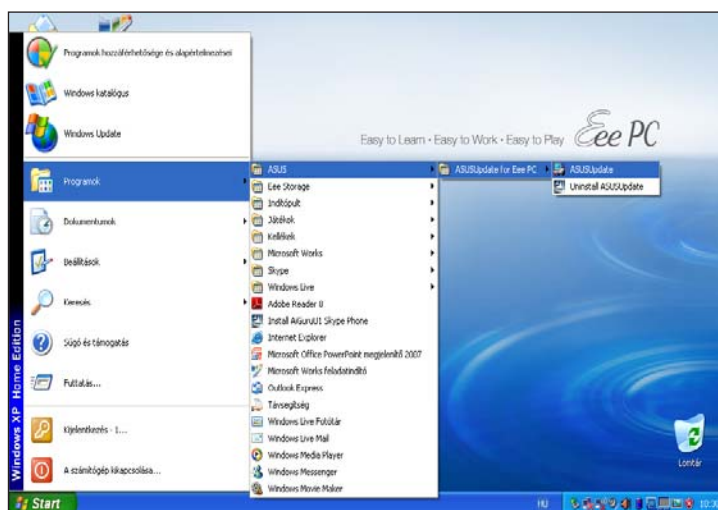 Programok hozzáférhetősége és alapértelmezései
Windows katalógus
Windows Update
Programok
Dokumentumok
Beállítások
Keresés
Súgó és támogatás
Futtatás...
Kijelentkezés - 1...
A számítógép kikapcsolása...
Windows XP Home Edition
ASUS
Eee Storage
Indítópult
Játékok
Kellékek
Microsoft Works
Skype
Windows Live
Adobe Reader 8
Install AiGuruU1 Skype Phone
Internet Explorer
Microsoft Office PowerPoint megjelenítő 2007
Microsoft Works feladatindító
Outlook Express
Távsegítség
Windows Live Fotótár
Windows Live Mail
Windows Media Player
Windows Messenger
Windows Movie Maker
ASUSUpdate for Eee PC
ASUSUpdate
Uninstall ASUSUpdate
Easy to Learn • Easy to Work • Easy to Play Eee PC
Lomtár
Start
HU